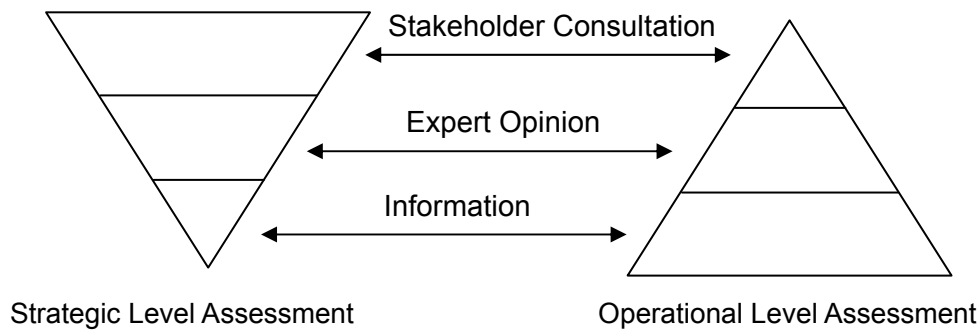 Stakeholder Consultation
Expert Opinion
Information
Strategic Level Assessment
Operational Level Assessment